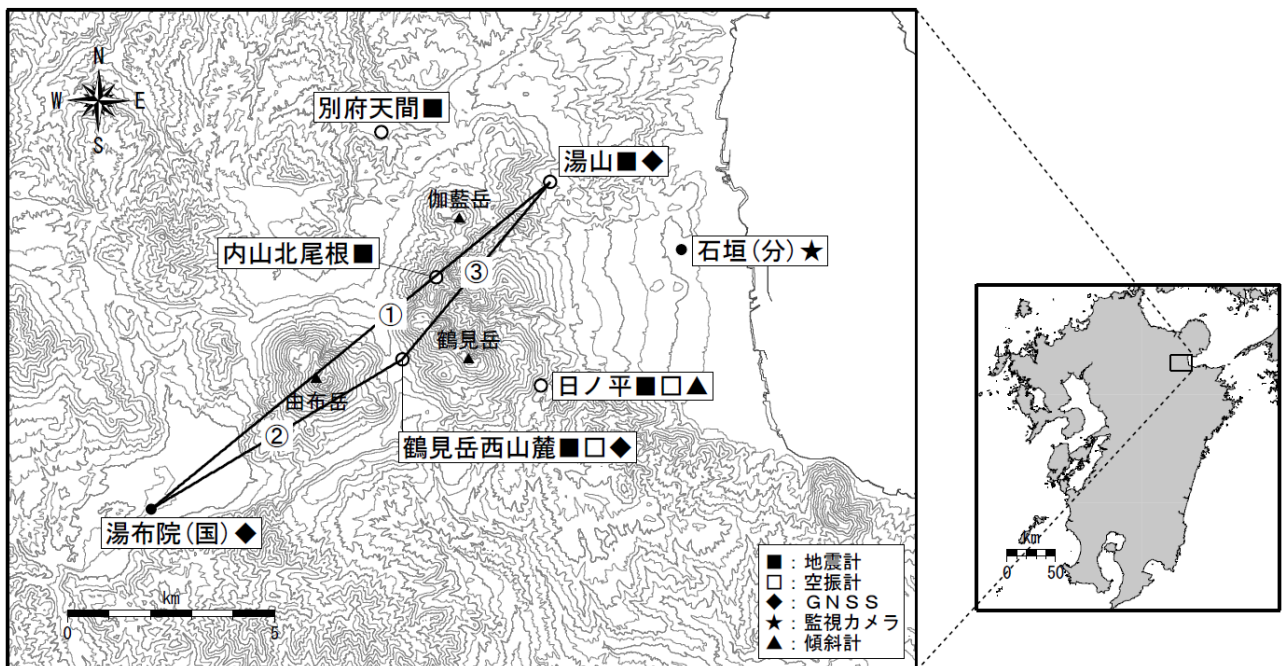 N
W E
S
別府天間■
湯山■◆
伽藍岳
石垣(分)★
内山北尾根■
③
①
鶴見岳
由布岳
日ノ平■□▲
②
鶴見岳西山麓■□◆
湯布院(国)◆
km
0 5
■:地震計
□:空振計
◆:GNSS
★:監視カメラ
▲:傾斜計
km
0 50